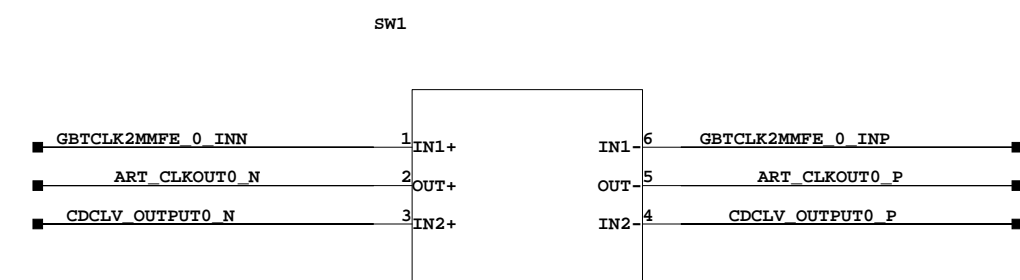 SW1
GBTCLK2MMFE_0_INN 1 IN1+ IN1- 6 GBTCLK2MMFE_0_INP
ART_CLKOUT0_N 2 OUT+ OUT- 5 ART_CLKOUT0_P
CDCLV_OUTPUT0_N 3 IN2+ IN2- 4 CDCLV_OUTPUT0_P